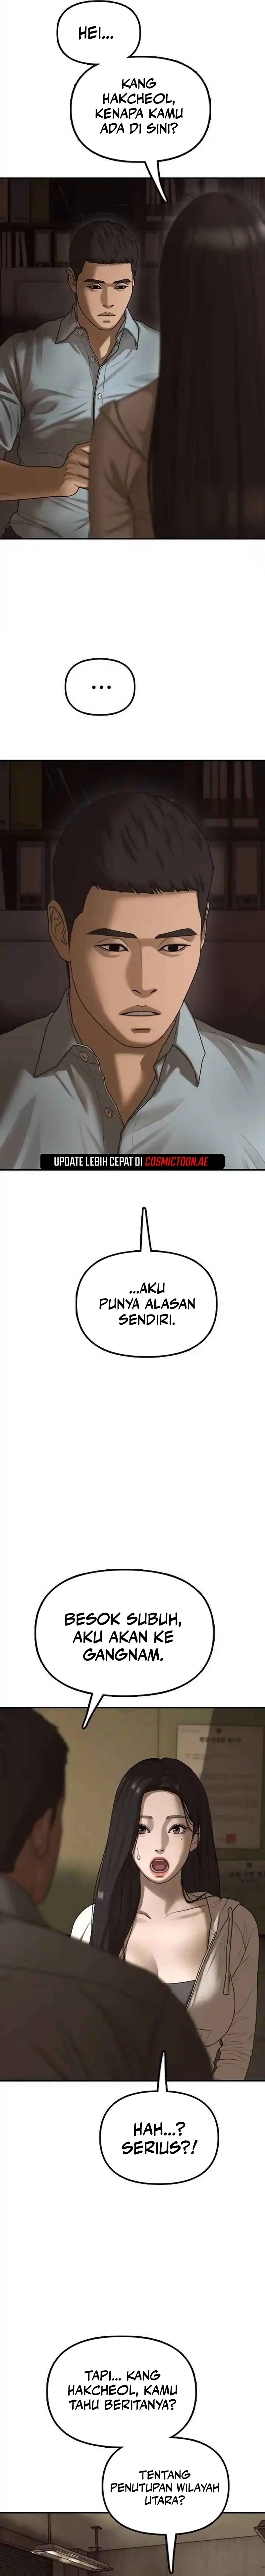 HEI...
KANG
HAKCHEOL,
KENAPA KAMU
ADA DI SINI?
...
UPDATE LEBIH CEPAT DI COSMICTOON.AE
...AKU
PUNYA ALASAN
SENDIRI.
BESOK SUBUH,
AKU AKAN KE
GANGNAM.
HAH...?
SERIUS?!
TAPI... KANG
HAKCHEOL, KAMU
TAHU BERITANYA?
TENTANG
PENUTUPAN WILAYAH
UTARA?